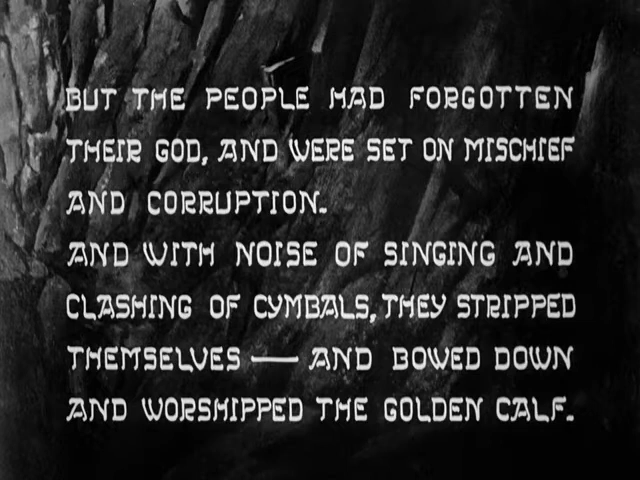 BUT THE PEOPLE HAD FORGOTTEN
THEIR GOD, AND WERE SET ON MISCHIEF
AND CORRUPTION.
AND WITH NOISE OF SINGING AND
CLASHING OF CYMBALS, THEY STRIPPED
THEMSELVES — AND BOWED DOWN
AND WORSHIPPED THE GOLDEN CALF.